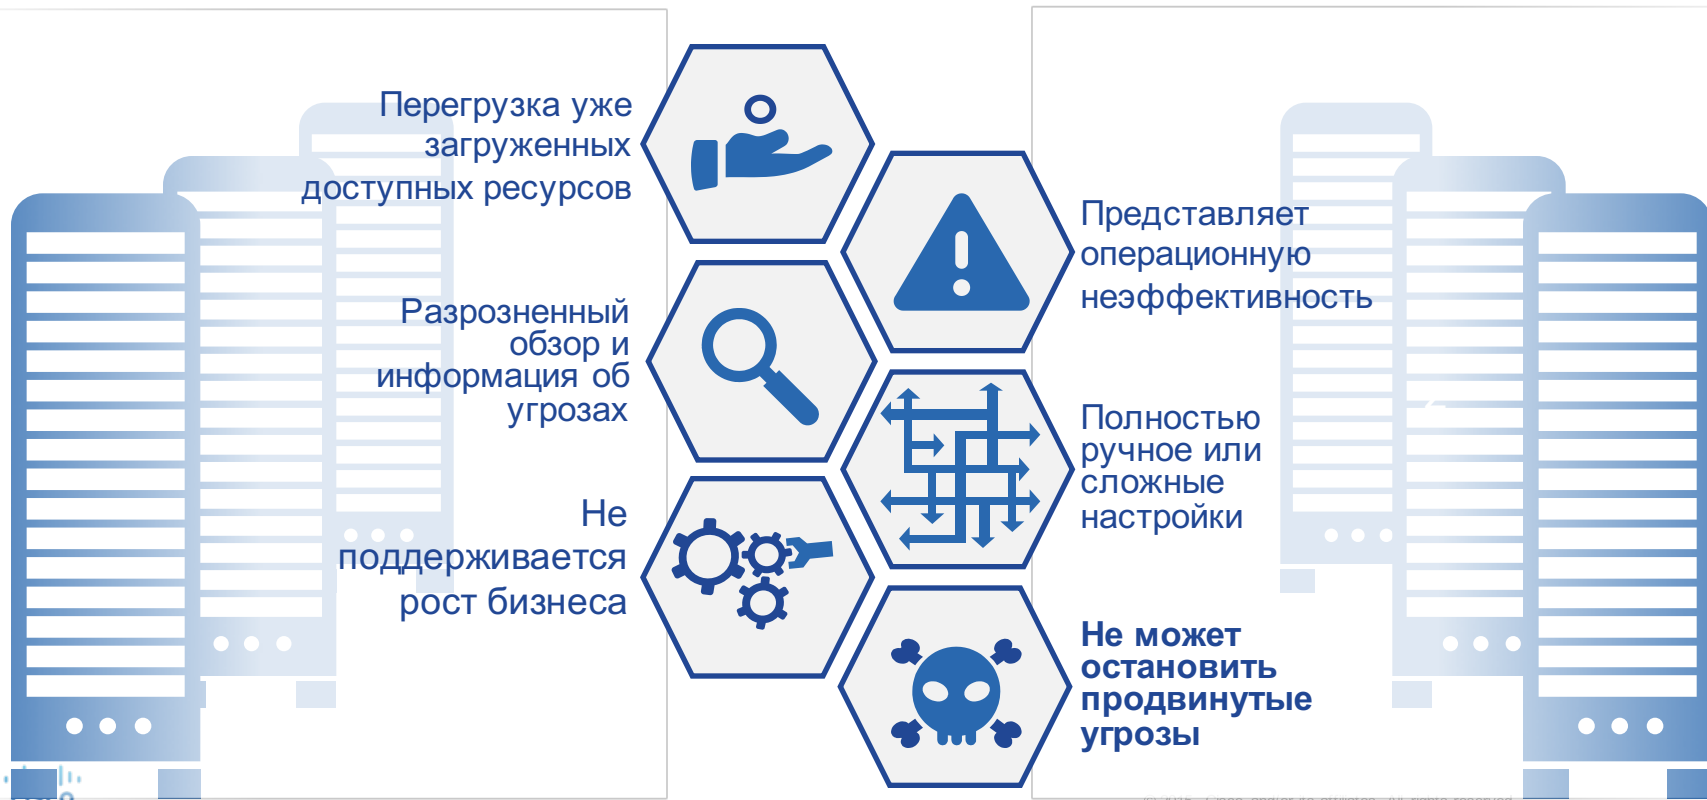 Перегрузка уже
загруженных
доступных ресурсов
Представляет
операционную
неэффективность
Разрозненный
обзор и
информация об
угрозах
Полностью
ручное или
сложные
настройки
Не
поддерживается
рост бизнеса
Не может
остановить
продвинутые
угрозы